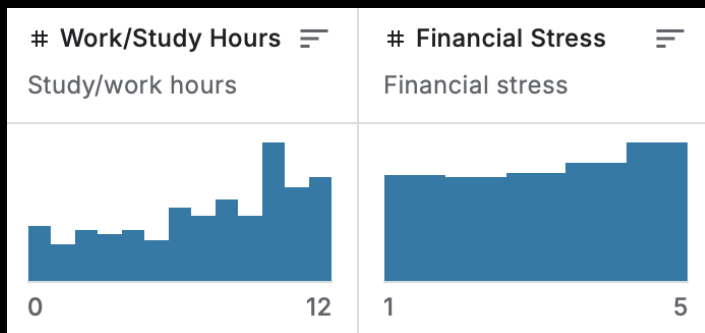 # Work/Study Hours
Study/work hours
0 12
# Financial Stress
Financial stress
1 5